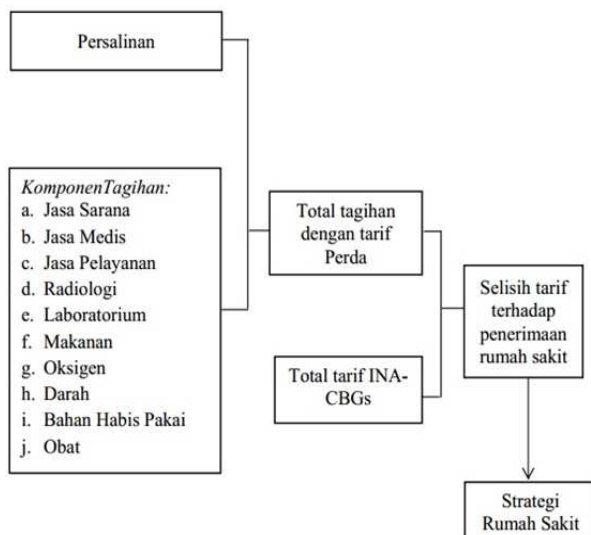 Persalinan
KomponenTagihan:
a. Jasa Sarana
b. Jasa Medis
c. Jasa Pelayanan
d. Radiologi
e. Laboratorium
f. Makanan
g. Oksigen
h. Darah
i. Bahan Habis Pakai
j. Obat
Total tagihan
dengan tarif
Perda
Total tarif INA-
CBGs
Selisih tarif
terhadap
penerimaan
rumah sakit
Strategi
Rumah Sakit